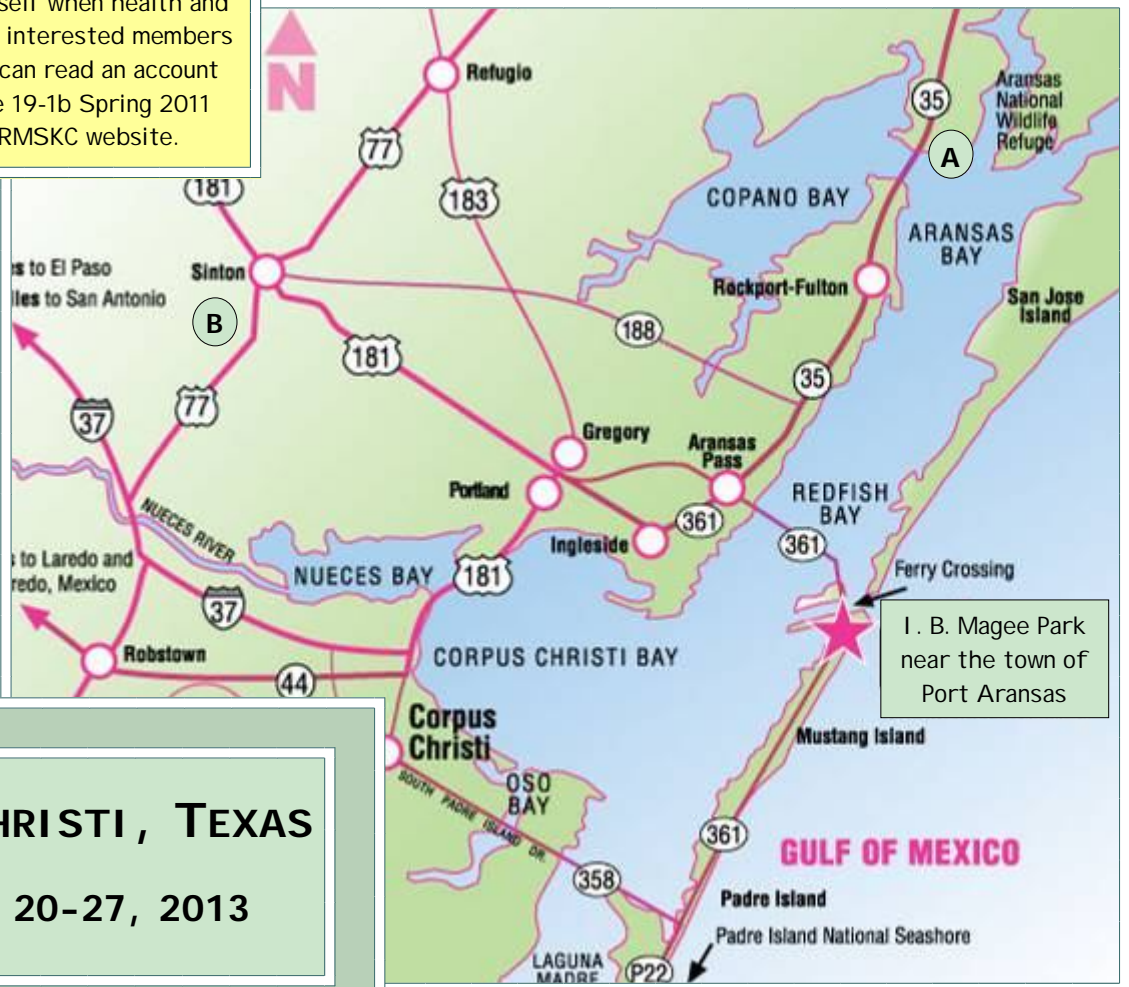 self when health and
interested members
can read an account
e 19-1b Spring 2011
RMSKC website.
N
Refugio
35
Aransas
National
Wildlife
Refuge
A
77
181
183
COPANO BAY
ARANSAS
BAY
s to El Paso
les to San Antonio
Sinton
Rockport-Fulton
San Jose
Island
B
188
181
35
77
37
Gregory
Aransas
Pass
Portland
REDFISH
BAY
NUECES RIVER
361
361
Ingleside
to Laredo and
redo, Mexico
NUECES BAY
181
Ferry Crossing
37
I. B. Magee Park
near the town of
Port Aransas
Robstown
CORPUS CHRISTI BAY
44
Corpus
Christi
Mustang Island
SOUTH PADRE ISLAND DR.
OSO
BAY
HRISTI, TEXAS
20-27, 2013
361
GULF OF MEXICO
358
Padre Island
Padre Island National Seashore
LAGUNA
MADRE
P22